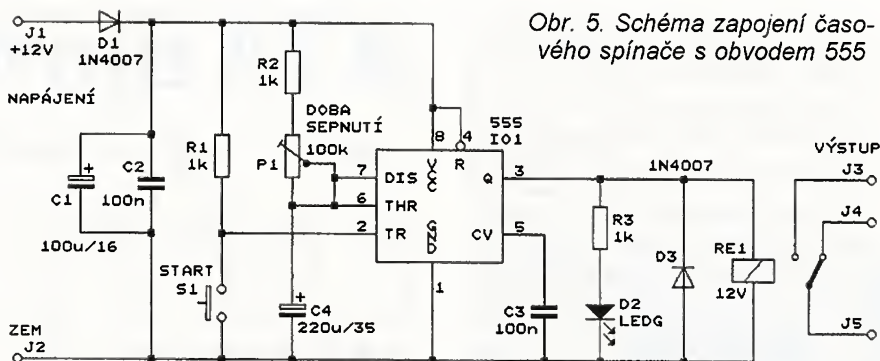 Obr. 5. Schéma zapojení časo-
vého spínače s obvodem 555
J1
+12V
D1
1N4007
NAPÁJENÍ
C1
100u/16
C2
100n
R1
1k
R2
1k
DOBA
SEPNUTÍ
100k
P1
START
S1
C4
220u/35
555
IO1
8
4
7
6
2
3
5
1
VCC
R
DIS
THR
TR
GND
Q
CV
C3
100n
R3
1k
D2
LEDG
1N4007
D3
RE1
12V
VÝSTUP
J3
J4
J5
ZEM
J2